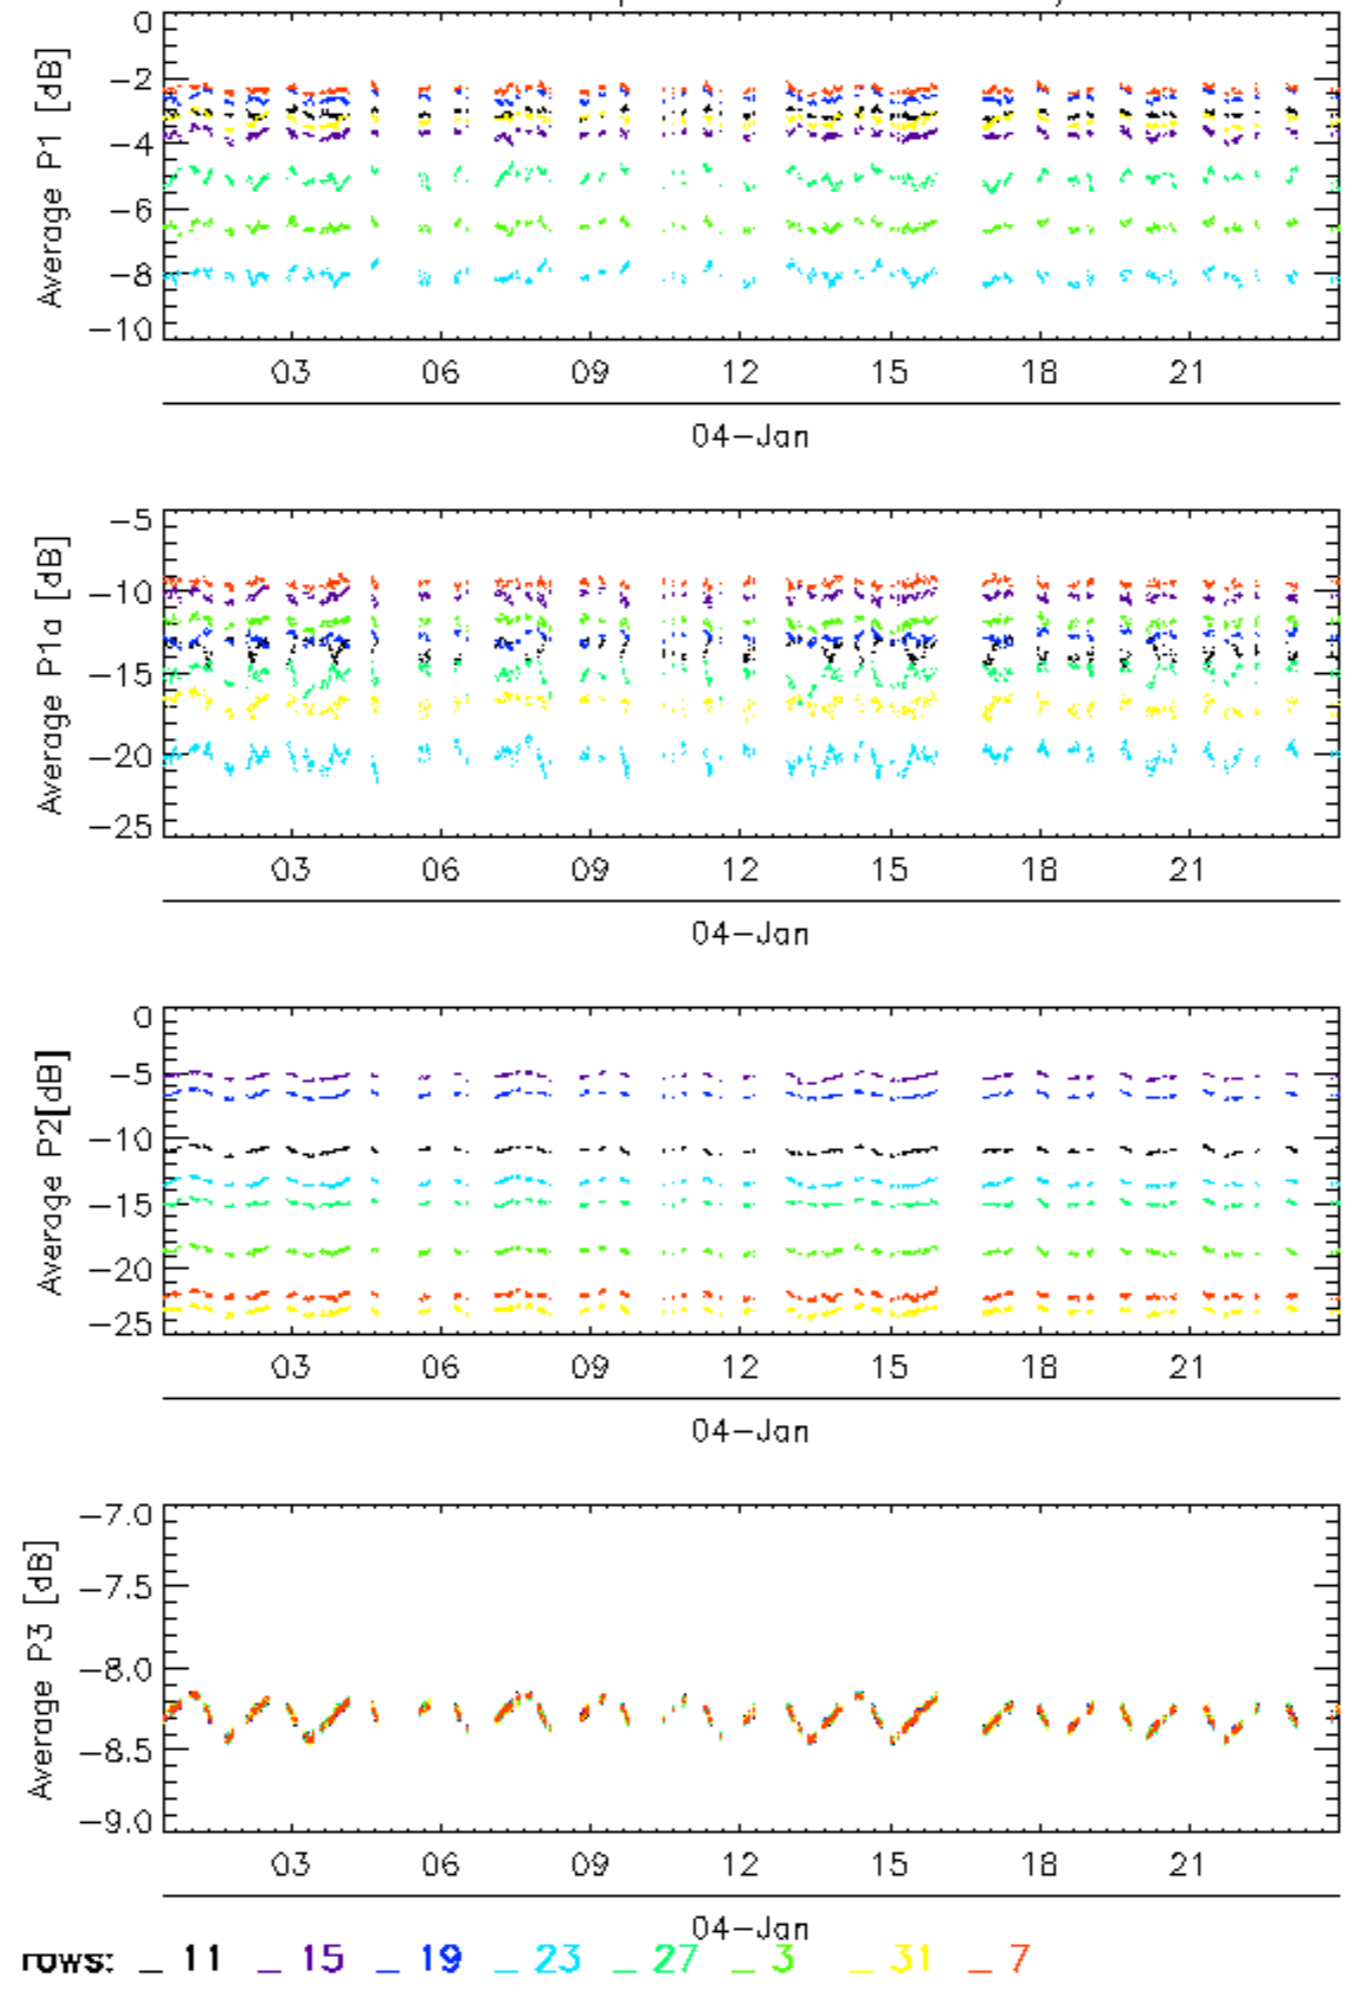 0
−2
−4
−6
−8
−10
Average P1 [dB]
03 06 09 12 15 18 21
04−Jan
−5
−10
−15
−20
−25
Average P1a [dB]
03 06 09 12 15 18 21
04−Jan
0
−5
−10
−15
−20
−25
Average P2[dB]
03 06 09 12 15 18 21
04−Jan
−7.0
−7.5
−8.0
−8.5
−9.0
Average P3 [dB]
03 06 09 12 15 18 21
04−Jan
rows: _ 11 _ 15 _ 19 _ 23 _ 27 _ 3 _ 31 _ 7